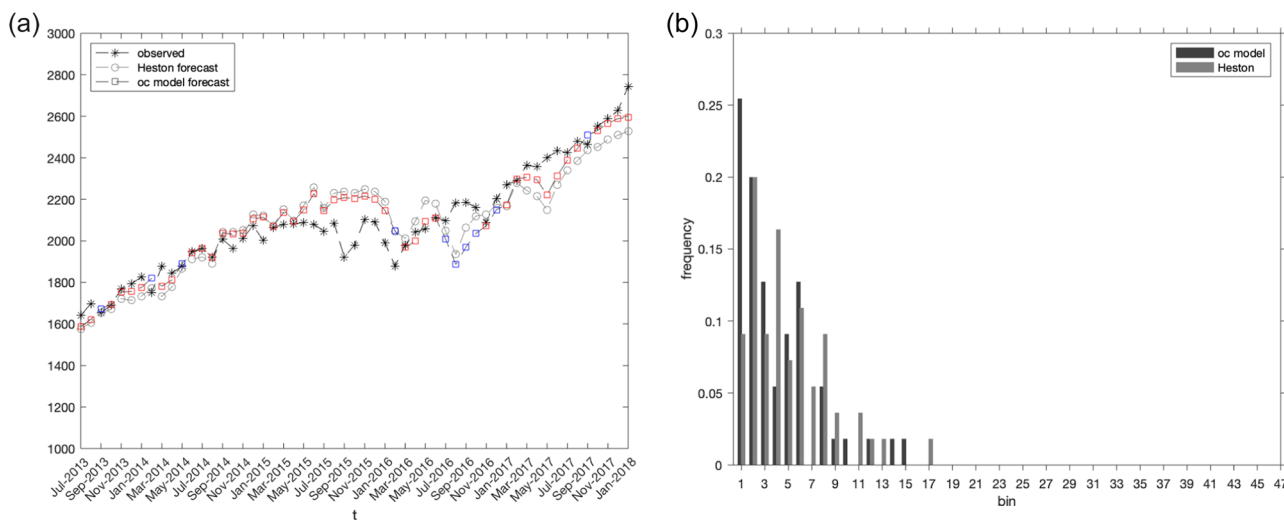 (a)
3000
2800
2600
2400
2200
2000
1800
1600
1400
1200
1000
observed
Heston forecast
oc model forecast
Jul-2013
Sep-2013
Nov-2013
Jan-2014
Mar-2014
May-2014
Jul-2014
Sep-2014
Nov-2014
Jan-2015
Mar-2015
May-2015
Jul-2015
Sep-2015
Nov-2015
Jan-2016
Mar-2016
May-2016
Jul-2016
Sep-2016
Nov-2016
Jan-2017
Mar-2017
May-2017
Jul-2017
Sep-2017
Nov-2017
Jan-2018
t
(b)
0.3
0.25
0.2
0.15
0.1
0.05
0
frequency
oc model
Heston
1 3 5 7 9 11 13 15 17 19 21 23 25 27 29 31 33 35 37 39 41 43 45 47
bin